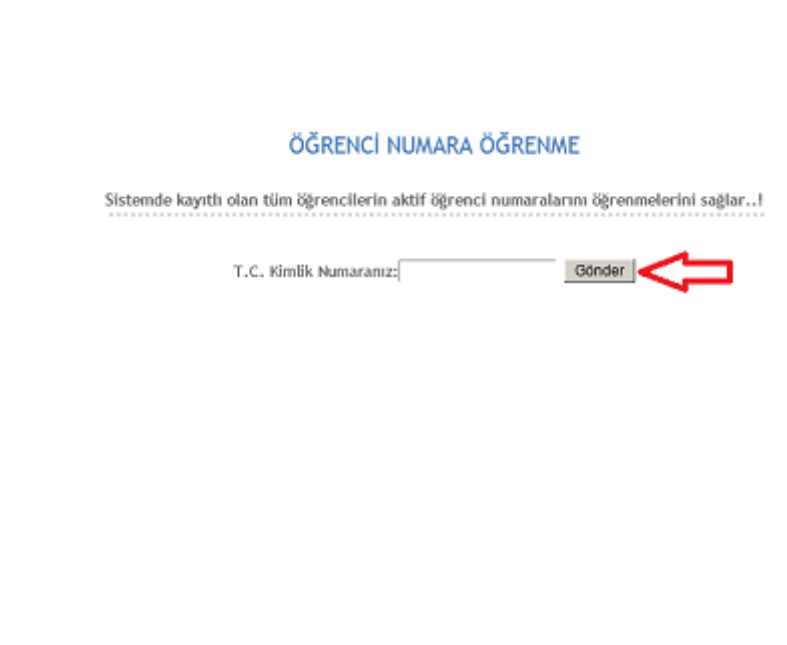 ÖĞRENCİ NUMARA ÖĞRENME
Sistemde kayıtlı olan tüm öğrencilerin aktif öğrenci numaralarını öğrenmelerini sağlar..!
T.C. Kimlik Numaranız: Gönder